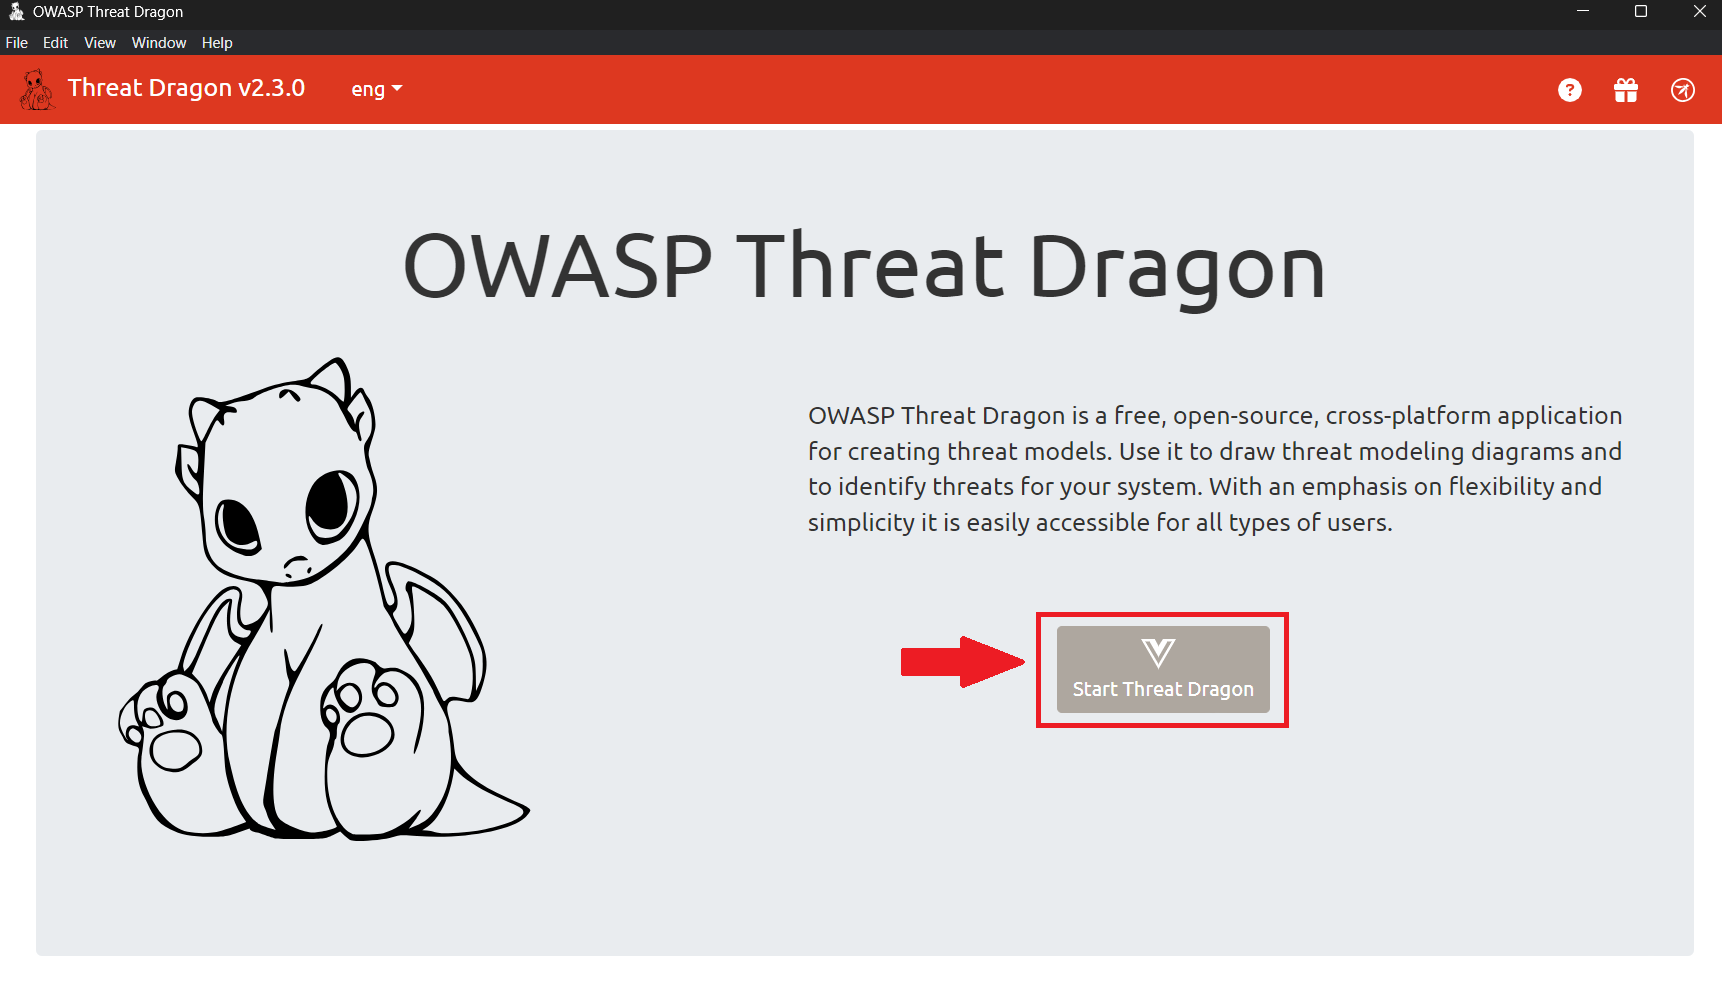 OWASP Threat Dragon
File Edit View Window Help
Threat Dragon v2.3.0 eng
OWASP Threat Dragon
OWASP Threat Dragon is a free, open-source, cross-platform application
for creating threat models. Use it to draw threat modeling diagrams and
to identify threats for your system. With an emphasis on flexibility and
simplicity it is easily accessible for all types of users.
Start Threat Dragon